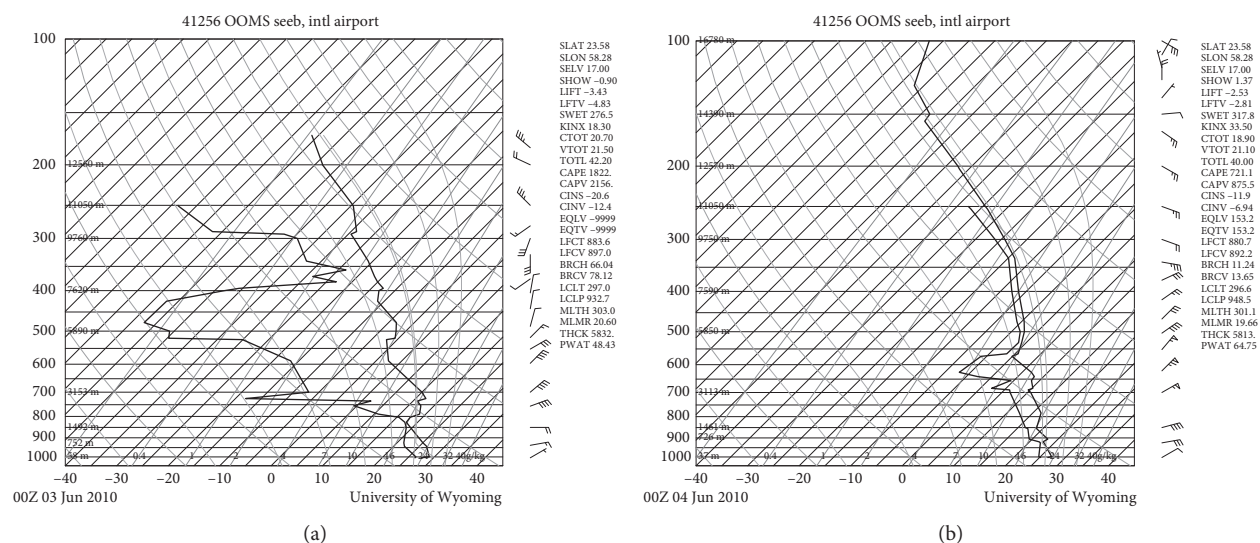 41256 OOMS seeb, intl airport
100
200
300
400
500
600
700
800
900
1000
12560 m
11050 m
9760 m
7620 m
5890 m
3153 m
1492 m
752 m
58 m
0.4 1 2 4 7 10 16 24 32 40g/kg
−40 −30 −20 −10 0 10 20 30 40
00Z 03 Jun 2010 University of Wyoming
SLAT 23.58
SLON 58.28
SELV 17.00
SHOW −0.90
LIFT −3.43
LFTV −4.83
SWET 276.5
KINX 18.30
CTOT 20.70
VTOT 21.50
TOTL 42.20
CAPE 1822.
CAPV 2156.
CINS −20.6
CINV −12.4
EQLV −9999
EQTV −9999
LFCT 883.6
LFCV 897.0
BRCH 66.04
BRCV 78.12
LCLT 297.0
LCLP 932.7
MLTH 303.0
MLMR 20.60
THCK 5832.
PWAT 48.43
(a)
41256 OOMS seeb, intl airport
100
200
300
400
500
600
700
800
900
1000
16780 m
14390 m
12570 m
11050 m
9750 m
7590 m
5850 m
3113 m
1461 m
726 m
37 m
0.4 1 2 4 7 10 16 24 32 40g/kg
−40 −30 −20 −10 0 10 20 30 40
00Z 04 Jun 2010 University of Wyoming
SLAT 23.58
SLON 58.28
SELV 17.00
SHOW 1.37
LIFT −2.53
LFTV −2.81
SWET 317.8
KINX 33.50
CTOT 18.90
VTOT 21.10
TOTL 40.00
CAPE 721.1
CAPV 875.5
CINS −11.9
CINV −6.94
EQLV 153.2
EQTV 153.2
LFCT 880.7
LFCV 892.2
BRCH 11.24
BRCV 13.65
LCLT 296.6
LCLP 948.5
MLTH 301.1
MLMR 19.66
THCK 5813.
PWAT 64.75
(b)